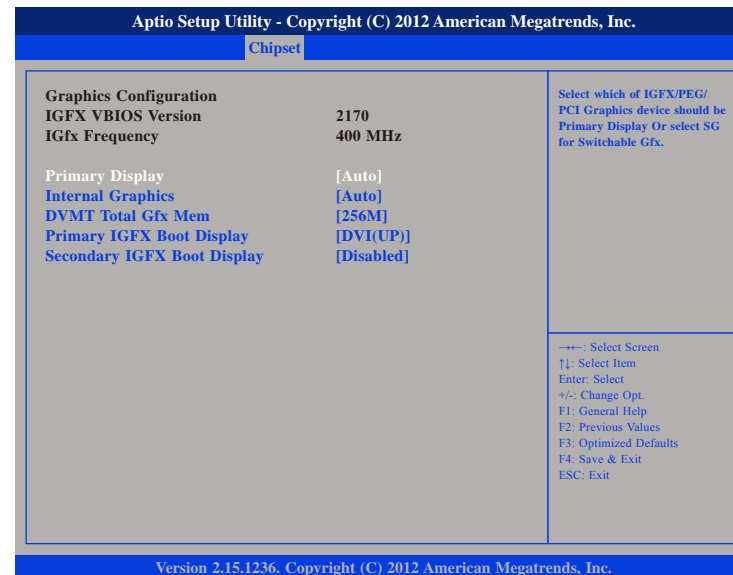 Aptio Setup Utility - Copyright (C) 2012 American Megatrends, Inc.
Chipset
Graphics Configuration
IGFX VBIOS Version 2170
IGfx Frequency 400 MHz
Primary Display [Auto]
Internal Graphics [Auto]
DVMT Total Gfx Mem [256M]
Primary IGFX Boot Display [DVI(UP)]
Secondary IGFX Boot Display [Disabled]
Select which of IGFX/PEG/
PCI Graphics device should be
Primary Display Or select SG
for Switchable Gfx.
→←: Select Screen
↑↓: Select Item
Enter: Select
+/-: Change Opt.
F1: General Help
F2: Previous Values
F3: Optimized Defaults
F4: Save & Exit
ESC: Exit
Version 2.15.1236. Copyright (C) 2012 American Megatrends, Inc.